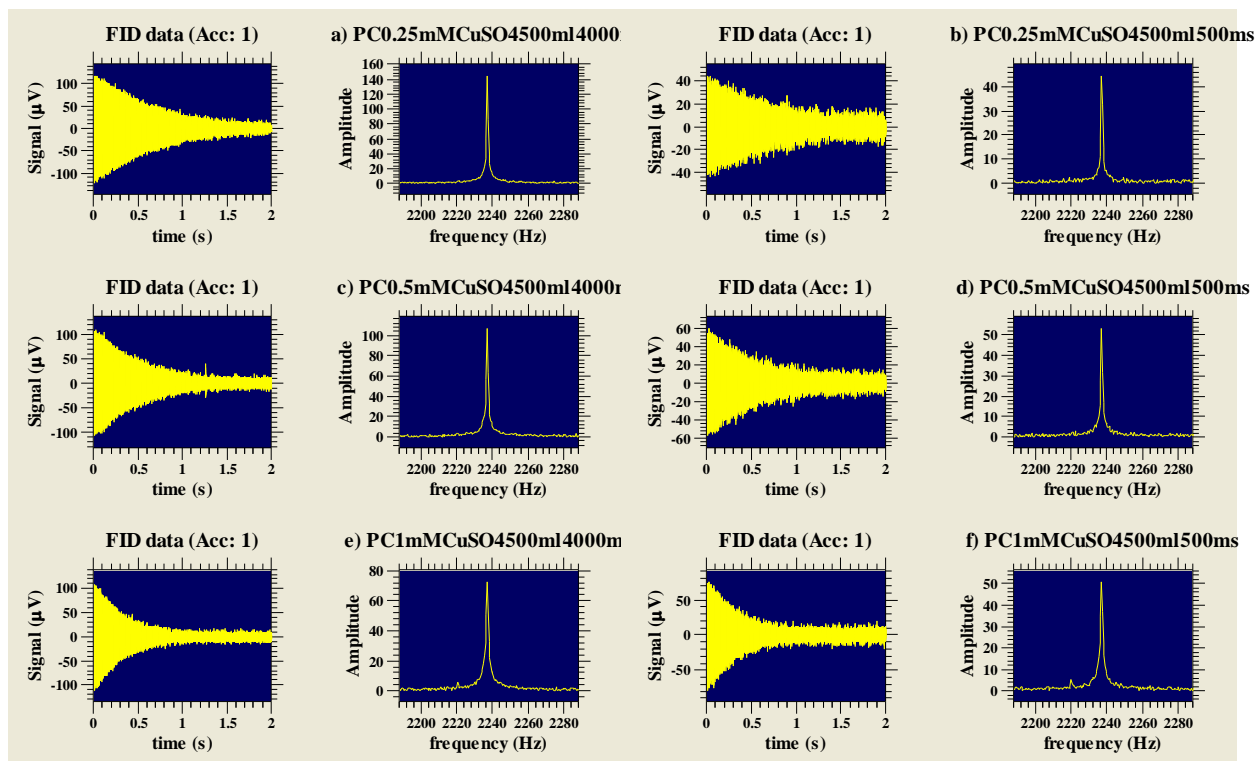 FID data (Acc: 1)
a) PC0.25mMCuSO4500ml4000
Signal (µV)
100
50
0
-50
-100
0 0.5 1 1.5 2
time (s)
Amplitude
160
140
120
100
80
60
40
20
0
2200 2220 2240 2260 2280
frequency (Hz)
FID data (Acc: 1)
b) PC0.25mMCuSO4500ml500ms
Signal (µV)
40
20
0
-20
-40
0 0.5 1 1.5 2
time (s)
Amplitude
40
30
20
10
0
2200 2220 2240 2260 2280
frequency (Hz)
FID data (Acc: 1)
c) PC0.5mMCuSO4500ml4000
Signal (µV)
100
50
0
-50
-100
0 0.5 1 1.5 2
time (s)
Amplitude
100
80
60
40
20
0
2200 2220 2240 2260 2280
frequency (Hz)
FID data (Acc: 1)
d) PC0.5mMCuSO4500ml500ms
Signal (µV)
60
40
20
0
-20
-40
-60
0 0.5 1 1.5 2
time (s)
Amplitude
50
40
30
20
10
0
2200 2220 2240 2260 2280
frequency (Hz)
FID data (Acc: 1)
e) PC1mMCuSO4500ml4000m
Signal (µV)
100
50
0
-50
-100
0 0.5 1 1.5 2
time (s)
Amplitude
80
60
40
20
0
2200 2220 2240 2260 2280
frequency (Hz)
FID data (Acc: 1)
f) PC1mMCuSO4500ml500ms
Signal (µV)
50
0
-50
0 0.5 1 1.5 2
time (s)
Amplitude
50
40
30
20
10
0
2200 2220 2240 2260 2280
frequency (Hz)